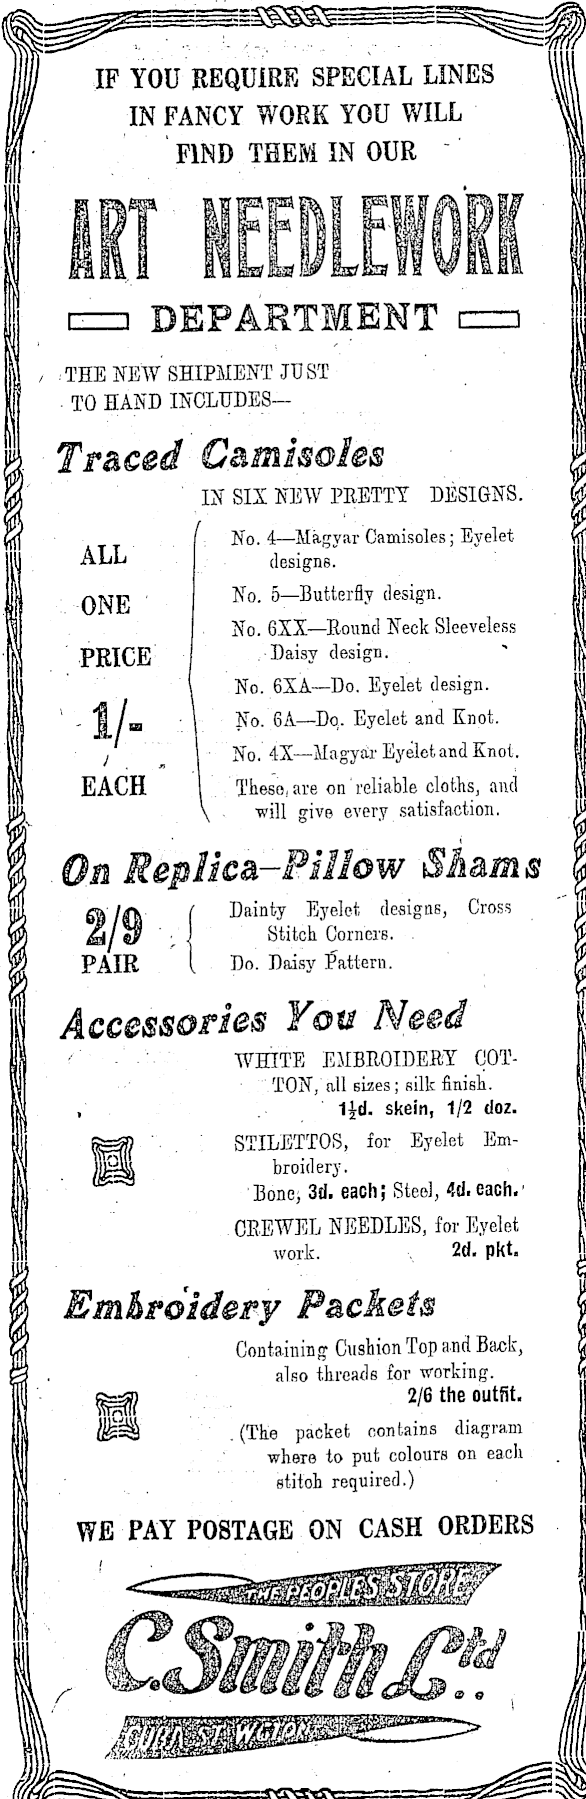 IF YOU REQUIRE SPECIAL LINES
IN FANCY WORK YOU WILL
FIND THEM IN OUR
ART NEEDLEWORK
DEPARTMENT
THE NEW SHIPMENT JUST
TO HAND INCLUDES—
Traced Camisoles
IN SIX NEW PRETTY DESIGNS.
ALL
ONE
PRICE
1/-
EACH
No. 4—Magyar Camisoles; Eyelet
designs.
No. 5—Butterfly design.
No. 6XX—Round Neck Sleeveless
Daisy design.
No. 6XA—Do. Eyelet design.
No. 6A—Do. Eyelet and Knot.
No. 4X—Magyar Eyelet and Knot.
These are on reliable cloths, and
will give every satisfaction.
On Replica—Pillow Shams
2/9
PAIR
Dainty Eyelet designs, Cross
Stitch Corners.
Do. Daisy Pattern.
Accessories You Need
WHITE EMBROIDERY COT-
TON, all sizes; silk finish.
1½d. skein, 1/2 doz.
STILETTOS, for Eyelet Em-
broidery.
Bone, 3d. each; Steel, 4d. each.
CREWEL NEEDLES, for Eyelet
work. 2d. pkt.
Embroidery Packets
Containing Cushion Top and Back,
also threads for working.
2/6 the outfit.
(The packet contains diagram
where to put colours on each
stitch required.)
WE PAY POSTAGE ON CASH ORDERS
THE PEOPLES STORE
C. Smith Ltd.
CUBA ST. WGTON